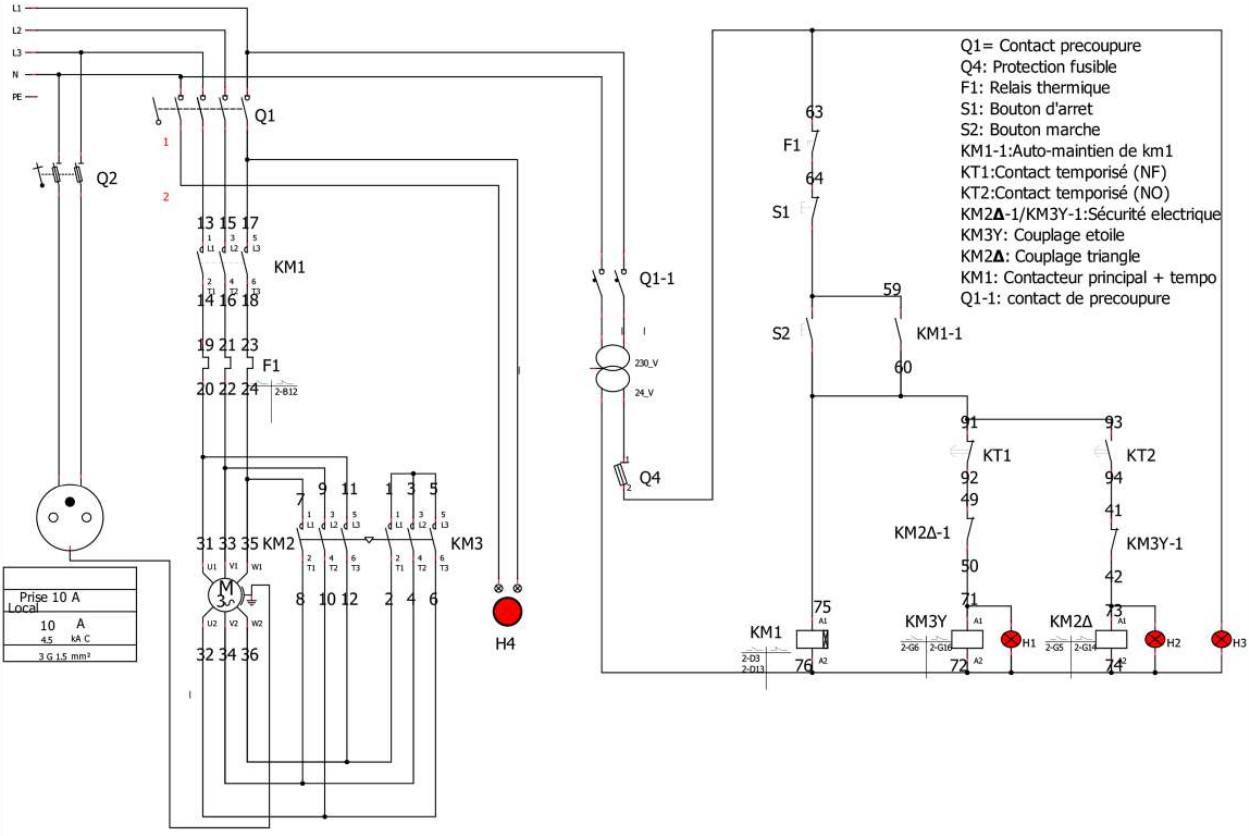 L1
L2
L3
N
PE
Q1
1
2
Q2
13 15 17
1 3 5
L1 L2 L3
KM1
2 4 6
T1 T2 T3
14 16 18
19 21 23
F1
20 22 24
2-B12
7 9 11 1 3 5
1 3 5 1 3 5
L1 L2 L3 L1 L2 L3
31 33 35 KM2 KM3
2 4 6 2 4 6
T1 T2 T3 T1 T2 T3
U1 V1 W1
M
3
8 10 12 2 4 6
U2 V2 W2
32 34 36
Prise 10 A
Local
10 A
4.5 kA C
3 G 1.5 mm²
H4
Q1-1
230_V
24_V
1
Q4
2
63
F1
64
S1
59
S2
KM1-1
60
91 93
KT1 KT2
92 94
49 41
KM2Δ-1 KM3Y-1
50 42
75 71 73
A1 A1 A1
KM1 KM3Y KM2Δ
H1 H2 H3
2-D3 2-G6 2-G16 2-G5 2-G14
2-D13
76 A2 72 A2 74 A2
Q1= Contact precoupure
Q4: Protection fusible
F1: Relais thermique
S1: Bouton d'arret
S2: Bouton marche
KM1-1:Auto-maintien de km1
KT1:Contact temporisé (NF)
KT2:Contact temporisé (NO)
KM2Δ-1/KM3Y-1:Sécurité electrique
KM3Y: Couplage etoile
KM2Δ: Couplage triangle
KM1: Contacteur principal + tempo
Q1-1: contact de precoupure